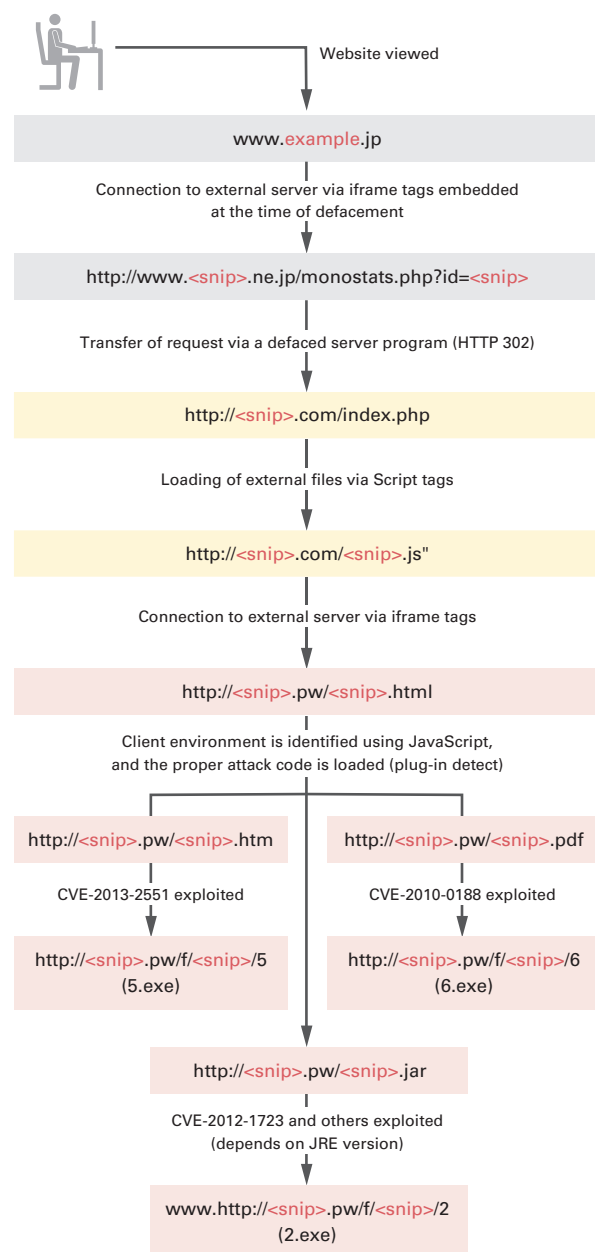 Website viewed
www.example.jp
Connection to external server via iframe tags embedded
at the time of defacement
http://www.<snip>.ne.jp/monostats.php?id=<snip>
Transfer of request via a defaced server program (HTTP 302)
http://<snip>.com/index.php
Loading of external files via Script tags
http://<snip>.com/<snip>.js"
Connection to external server via iframe tags
http://<snip>.pw/<snip>.html
Client environment is identified using JavaScript,
and the proper attack code is loaded (plug-in detect)
http://<snip>.pw/<snip>.htm
CVE-2013-2551 exploited
http://<snip>.pw/f/<snip>/5
(5.exe)
http://<snip>.pw/<snip>.pdf
CVE-2010-0188 exploited
http://<snip>.pw/f/<snip>/6
(6.exe)
http://<snip>.pw/<snip>.jar
CVE-2012-1723 and others exploited
(depends on JRE version)
www.http://<snip>.pw/f/<snip>/2
(2.exe)